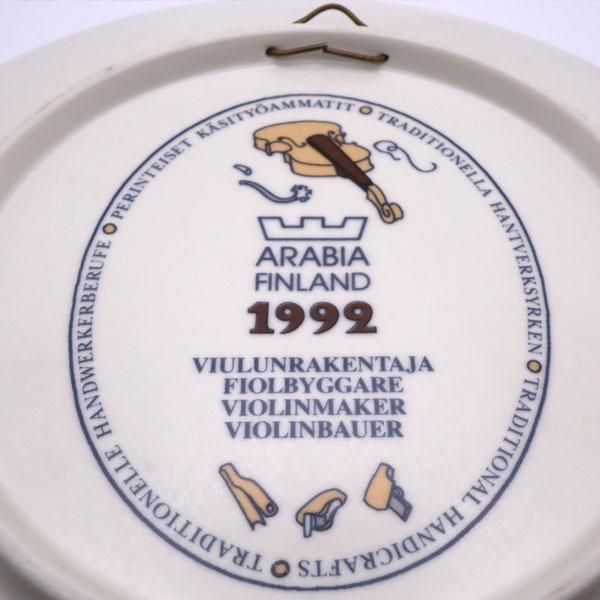 PERINTEISET KÄSITYÖAMMATIT
TRADITIONELLA HANTVERKSYRKEN
TRADITIONAL HANDICRAFTS
TRADITIONELLE HANDWERKERBERUFE
ARABIA
FINLAND
1992
VIULUNRAKENTAJA
FIOLBYGGARE
VIOLINMAKER
VIOLINBAUER